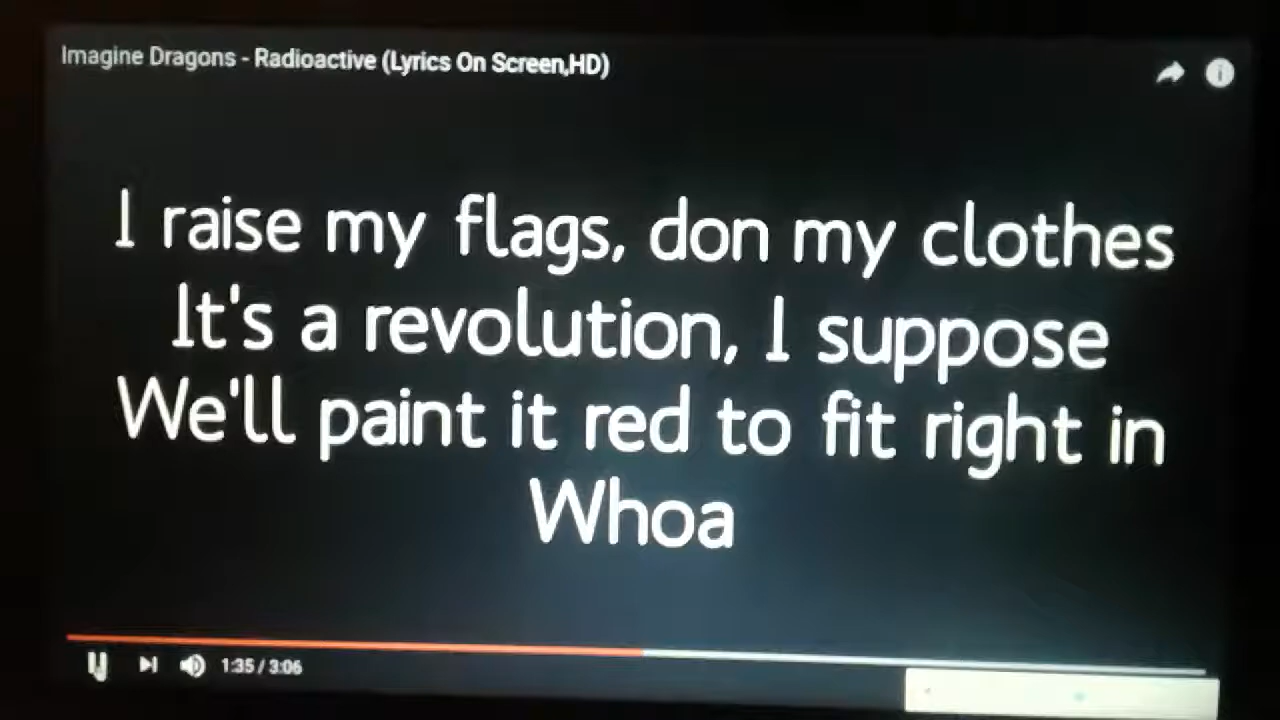 Imagine Dragons - Radioactive (Lyrics On Screen,HD)
I raise my flags, don my clothes
It's a revolution, I suppose
We'll paint it red to fit right in
Whoa
1:35 / 3:06